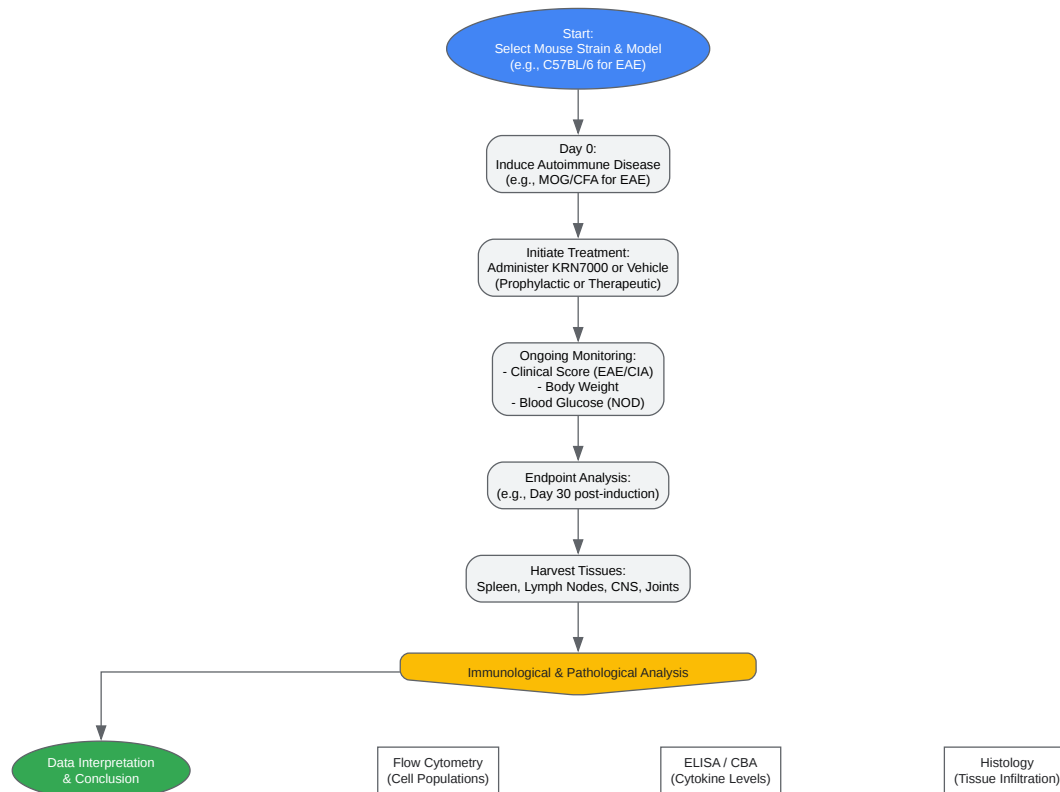 Start:
Select Mouse Strain & Model
(e.g., C57BL/6 for EAE)
Day 0:
Induce Autoimmune Disease
(e.g., MOG/CFA for EAE)
Initiate Treatment:
Administer KRN7000 or Vehicle
(Prophylactic or Therapeutic)
Ongoing Monitoring:
- Clinical Score (EAE/CIA)
- Body Weight
- Blood Glucose (NOD)
Endpoint Analysis:
(e.g., Day 30 post-induction)
Harvest Tissues:
Spleen, Lymph Nodes, CNS, Joints
Immunological & Pathological Analysis
Data Interpretation
& Conclusion
Flow Cytometry
(Cell Populations)
ELISA / CBA
(Cytokine Levels)
Histology
(Tissue Infiltration)